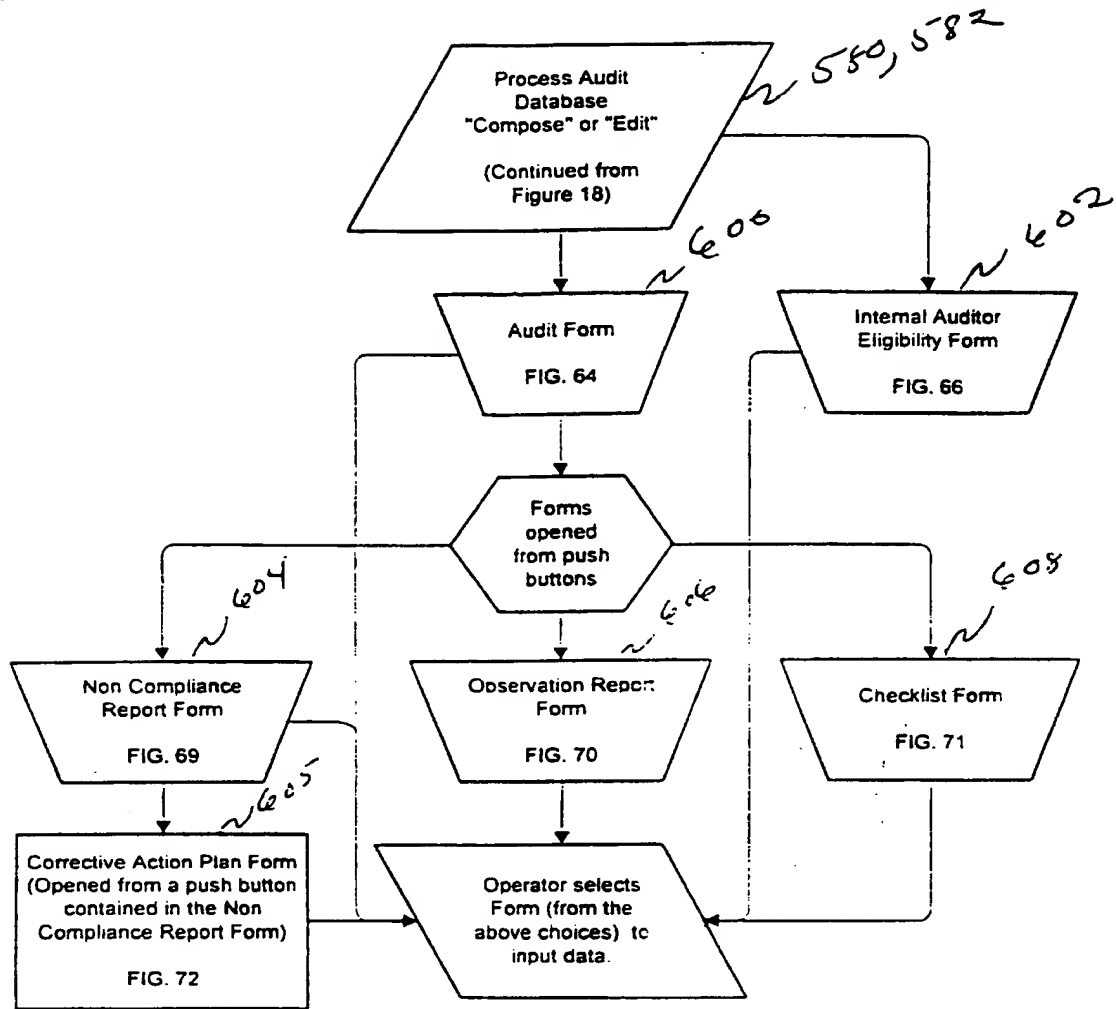 Process Audit
Database
"Compose" or "Edit"
(Continued from
Figure 18)
580, 582
600
602
Audit Form
FIG. 64
Internal Auditor
Eligibility Form
FIG. 66
Forms
opened
from push
buttons
604
606
608
Non Compliance
Report Form
FIG. 69
Observation Report
Form
FIG. 70
Checklist Form
FIG. 71
605
Corrective Action Plan Form
(Opened from a push button
contained in the Non
Compliance Report Form)
FIG. 72
Operator selects
Form (from the
above choices) to
input data.